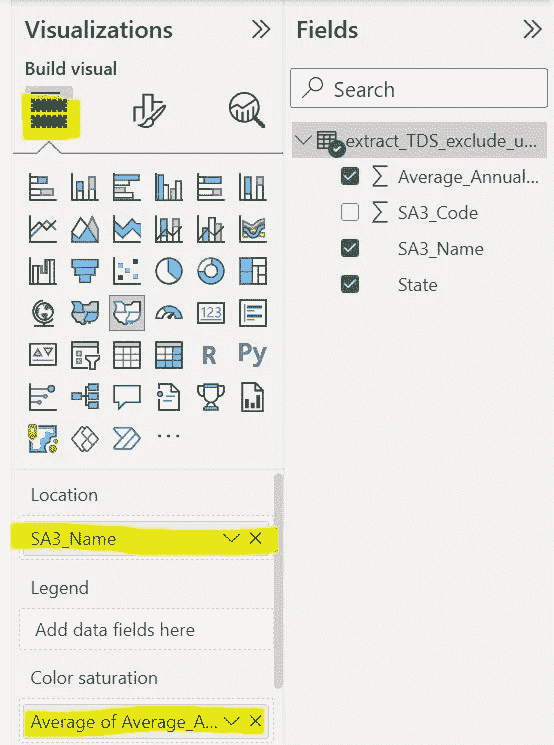 Visualizations
Build visual
123
R
Py
Location
SA3_Name
Legend
Add data fields here
Color saturation
Average of Average_A...
Fields
Search
extract_TDS_exclude_u...
Average_Annual...
SA3_Code
SA3_Name
State